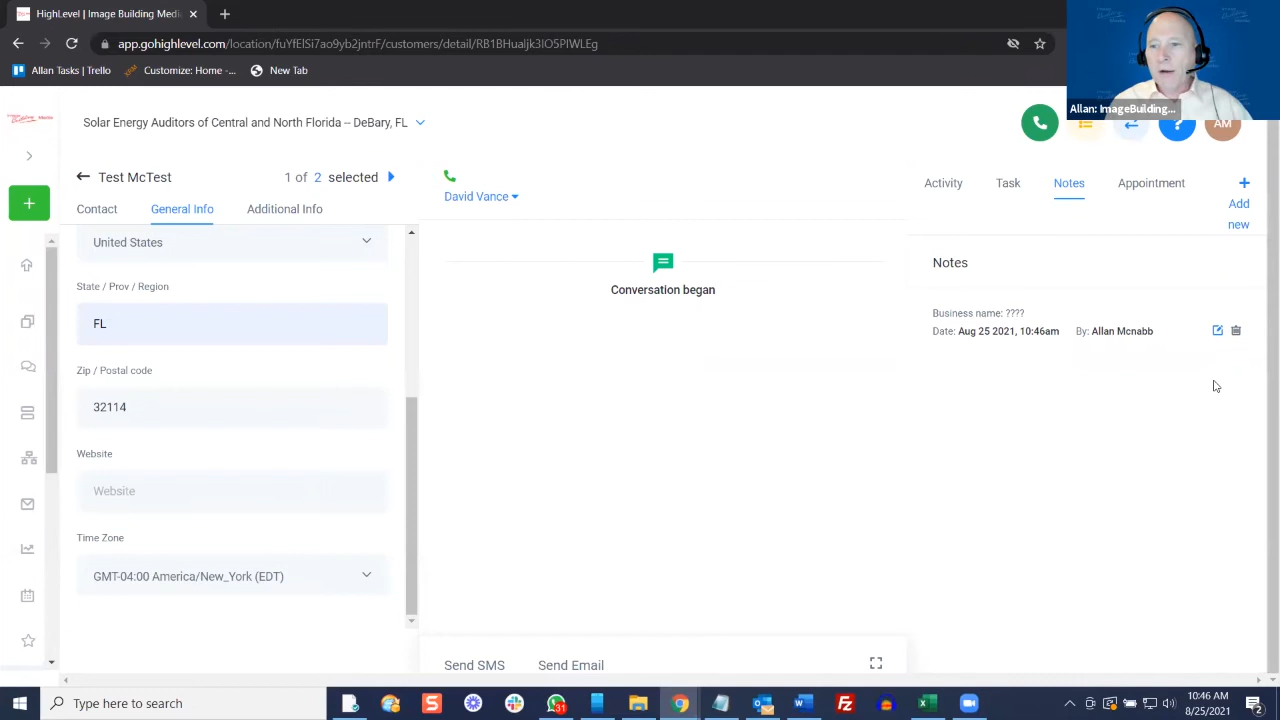 HighLevel | Image Building Medi
app.gohighlevel.com/location/fuYfElSi7ao9yb2jntrF/customers/detail/RB1BHualjk3IO5PIWLEg
Allan Tasks | Trello
Customize: Home -...
New Tab
Allan: ImageBuilding...
Solar Energy Auditors of Central and North Florida -- Debary, FL
AM
Test McTest
1 of 2 selected
Contact
General Info
Additional Info
United States
State / Prov / Region
FL
Zip / Postal code
32114
Website
Website
Time Zone
GMT-04:00 America/New_York (EDT)
David Vance
Conversation began
Send SMS
Send Email
Activity
Task
Notes
Appointment
+
Add
new
Notes
Business name: ????
Date: Aug 25 2021, 10:46am
By: Allan Mcnabb
Type here to search
31
10:46 AM
8/25/2021
2